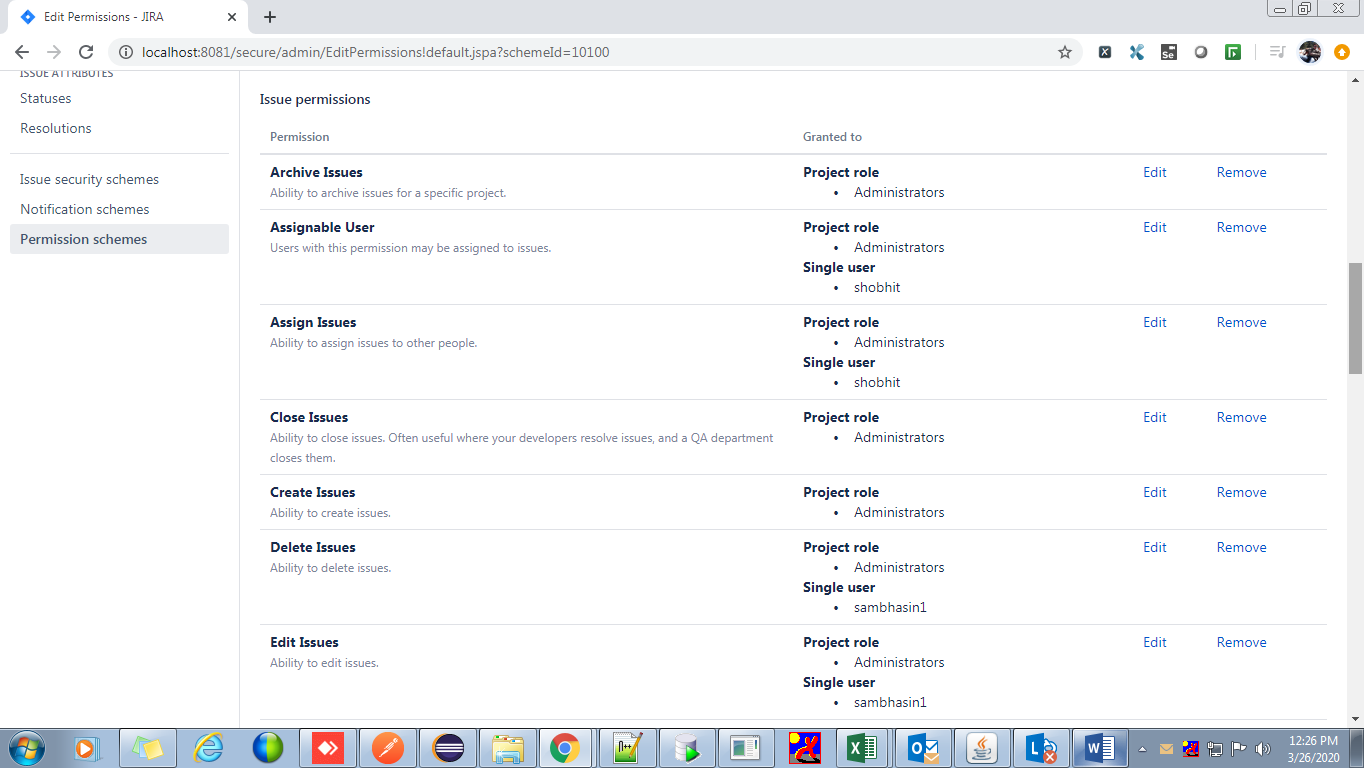 Edit Permissions - JIRA
localhost:8081/secure/admin/EditPermissions!default.jspa?schemeId=10100
ISSUE ATTRIBUTES
Statuses
Resolutions
Issue security schemes
Notification schemes
Permission schemes
Issue permissions
Permission Granted to
Archive Issues Project role Edit Remove
Ability to archive issues for a specific project. • Administrators
Assignable User Project role Edit Remove
Users with this permission may be assigned to issues. • Administrators
Single user
• shobhit
Assign Issues Project role Edit Remove
Ability to assign issues to other people. • Administrators
Single user
• shobhit
Close Issues Project role Edit Remove
Ability to close issues. Often useful where your developers resolve issues, and a QA department • Administrators
closes them.
Create Issues Project role Edit Remove
Ability to create issues. • Administrators
Delete Issues Project role Edit Remove
Ability to delete issues. • Administrators
Single user
• sambhasin1
Edit Issues Project role Edit Remove
Ability to edit issues. • Administrators
Single user
• sambhasin1
12:26 PM
3/26/2020